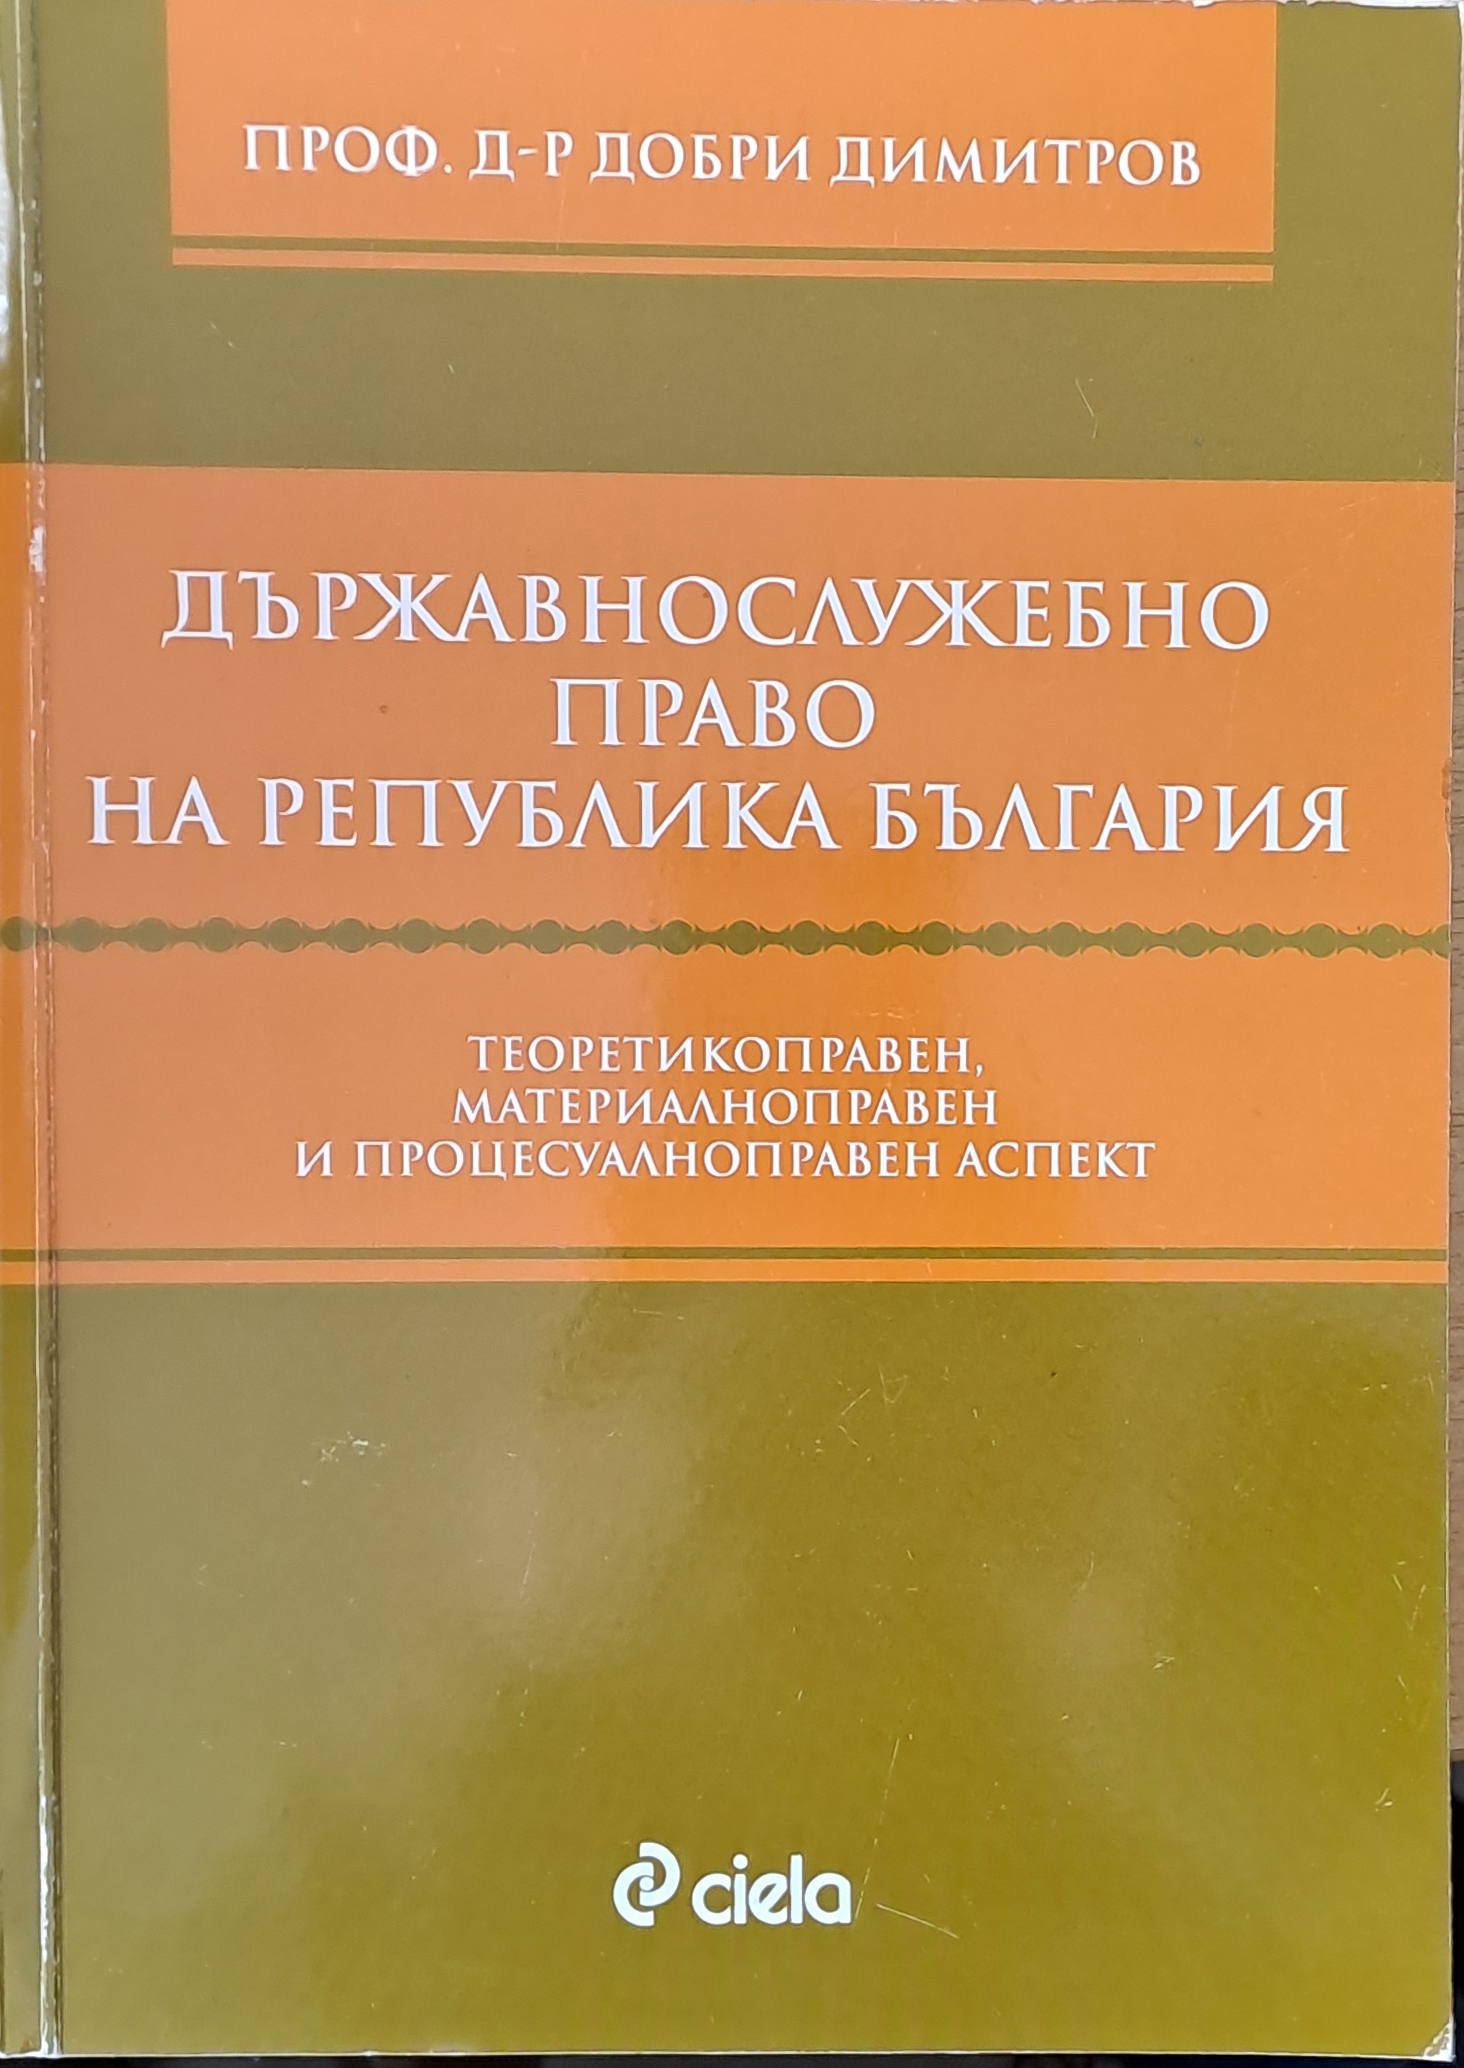 ПРОФ. Д-Р ДОБРИ ДИМИТРОВ
ДЪРЖАВНОСЛУЖЕБНО
ПРАВО
НА РЕПУБЛИКА БЪЛГАРИЯ
ТЕОРЕТИКОПРАВЕН,
МАТЕРИАЛНОПРАВЕН
И ПРОЦЕСУАЛНОПРАВЕН АСПЕКТ
ciela